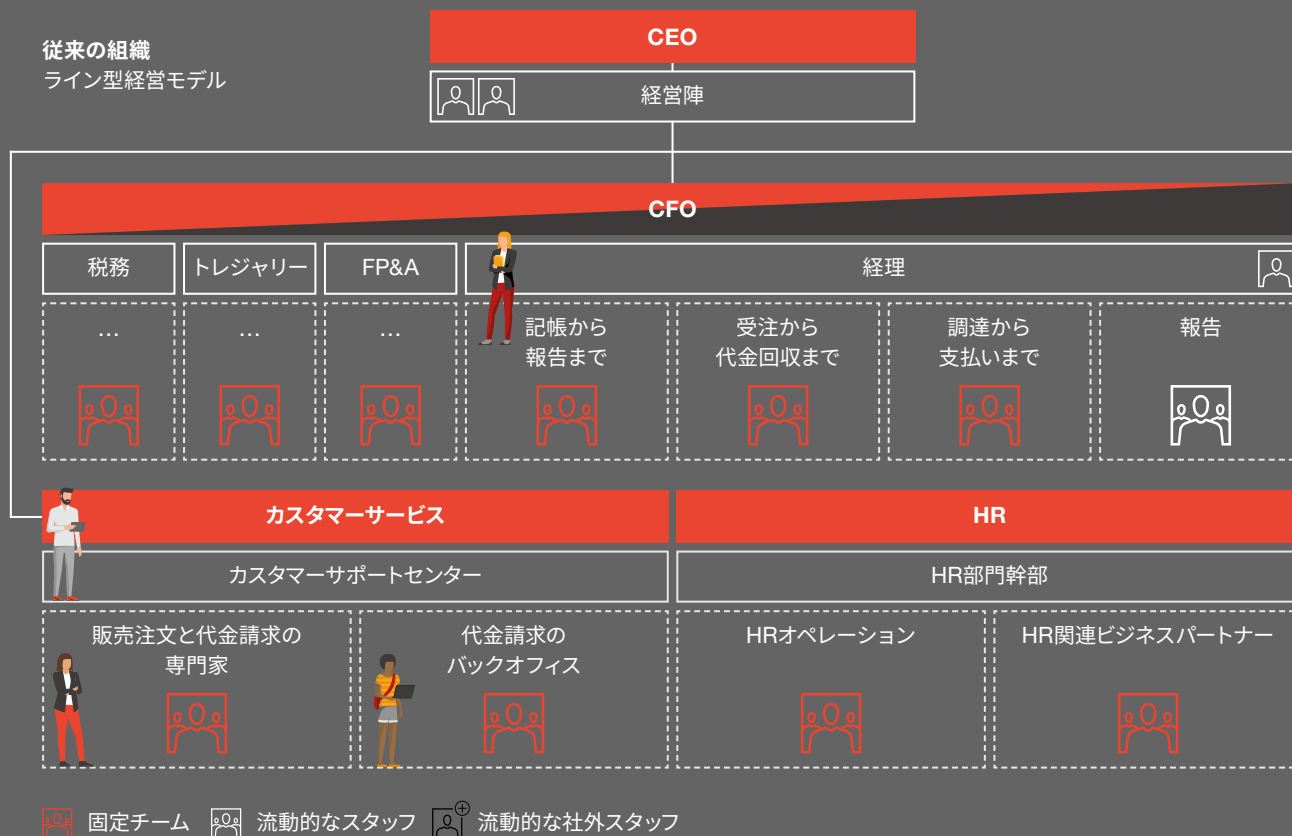 従来の組織
ライン型経営モデル
CEO
経営陣
CFO
税務
トレジャリー
FP&A
経理
…
…
…
記帳から
報告まで
受注から
代金回収まで
調達から
支払いまで
報告
カスタマーサービス
HR
カスタマーサポートセンター
HR部門幹部
販売注文と代金請求の
専門家
代金請求の
バックオフィス
HRオペレーション
HR関連ビジネスパートナー
固定チーム
流動的なスタッフ
流動的な社外スタッフ